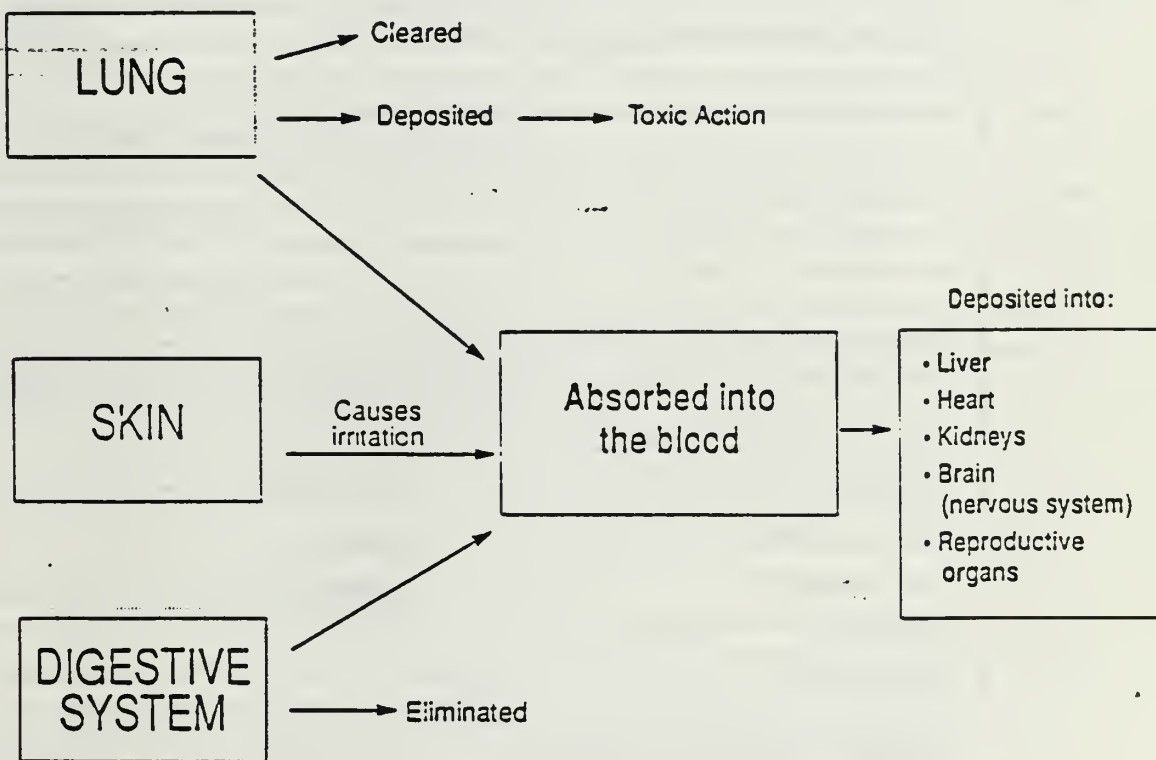 LUNG
Cleared
Deposited
Toxic Action
SKIN
Causes
irritation
Absorbed into
the blood
Deposited into:
• Liver
• Heart
• Kidneys
• Brain
(nervous system)
• Reproductive
organs
DIGESTIVE
SYSTEM
Eliminated